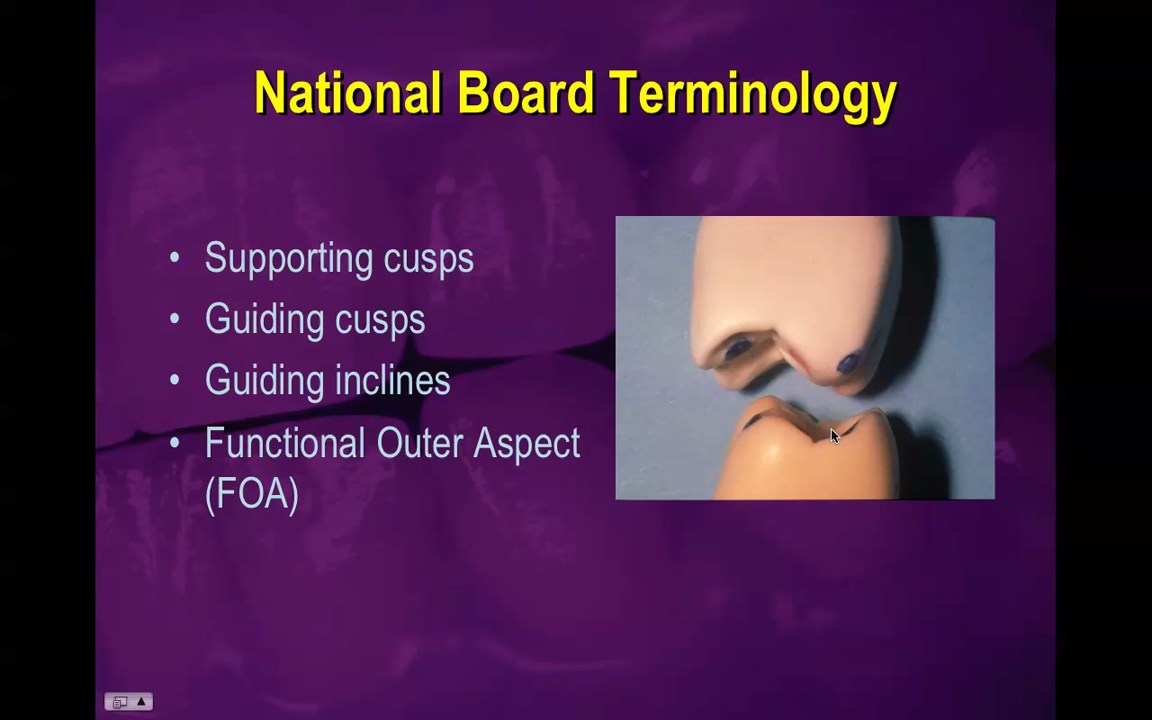 National Board Terminology
• Supporting cusps
• Guiding cusps
• Guiding inclines
• Functional Outer Aspect
(FOA)